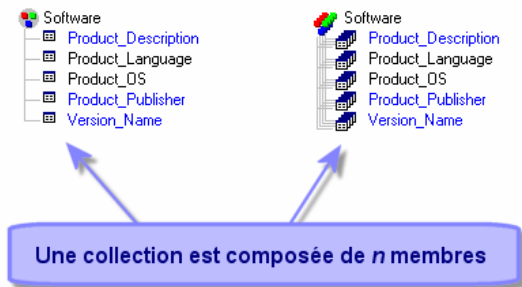 Software
Product_Description
Product_Language
Product_OS
Product_Publisher
Version_Name
Software
Product_Description
Product_Language
Product_OS
Product_Publisher
Version_Name
Une collection est composée de n membres